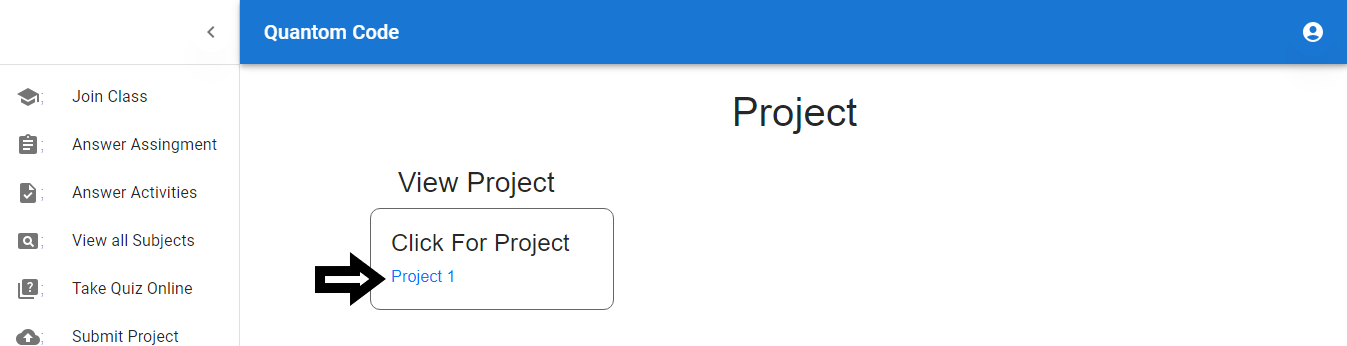 Quantom Code
; Join Class
; Answer Assingment
; Answer Activities
; View all Subjects
; Take Quiz Online
; Submit Project
Project
View Project
Click For Project
Project 1